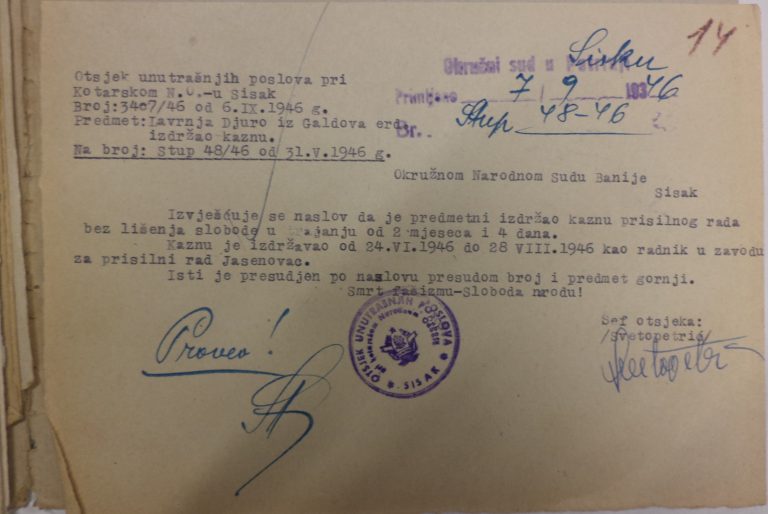 14
Okružni sud u Sisku
Primljeno 7 / 9 1946
Br. Stup 48-46
Otsjek unutrašnjih poslova pri
Kotarskom N.O.-u Sisak
Broj:3407/46 od 6.IX.1946 g.
Predmet:Lavrnja Djuro iz Galdova
izdržao kaznu.
Na broj: Stup 48/46 od 31.V.1946 g.
Okružnom Narodnom Sudu Banije
Sisak
Izvješćuje se naslov da je predmetni izdržao kaznu prisilnog rada
bez lišenja slobode u trajanju od 2 mjeseca i 4 dana.
Kaznu je izdržavao od 24.VI.1946 do 28 VIII.1946 kao radnik u zavodu
za prisilni rad Jasenovac.
Isti je presudjen po naslovu presudom broj i predmet gornji.
Smrt fašizmu-Sloboda narodu!
Šef otsjeka:
/Svetopetrić/
Proveo!
OTSJEK UNUTRAŠNJIH POSLOVA
SISAK